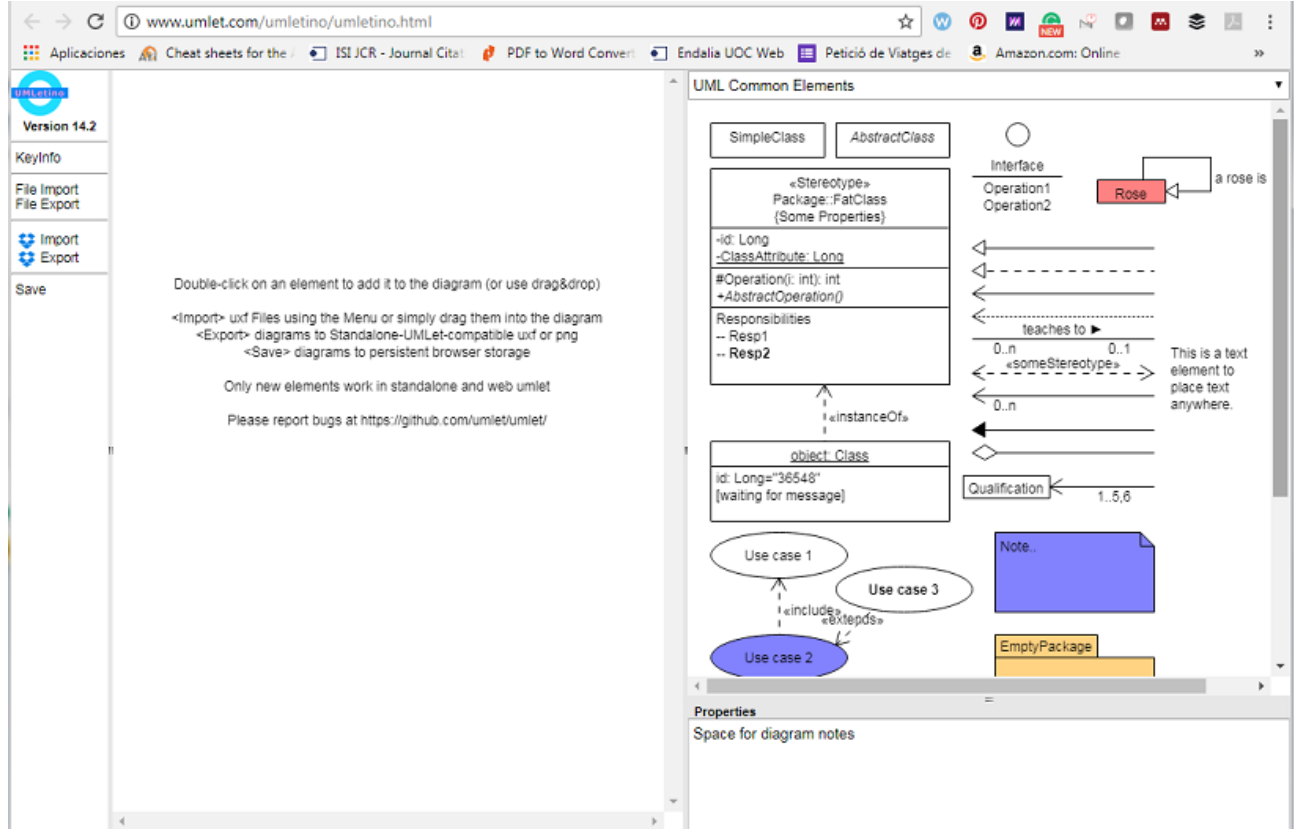 www.umlet.com/umletino/umletino.html
NEW
Aplicaciones
Cheat sheets for the
ISI JCR - Journal Citat
PDF to Word Convert
Endalia UOC Web
Petició de Viatges de
Amazon.com: Online
»
UMLetino
Version 14.2
KeyInfo
File Import
File Export
Import
Export
Save
Double-click on an element to add it to the diagram (or use drag&drop)
<Import> uxf Files using the Menu or simply drag them into the diagram
<Export> diagrams to Standalone-UMLet-compatible uxf or png
<Save> diagrams to persistent browser storage
Only new elements work in standalone and web umlet
Please report bugs at https://github.com/umlet/umlet/
UML Common Elements
SimpleClass
AbstractClass
«Stereotype»
Package::FatClass
{Some Properties}
-id: Long
-ClassAttribute: Long
#Operation(i: int): int
+AbstractOperation()
Responsibilities
-- Resp1
-- Resp2
«instanceOf»
object: Class
id: Long="36548"
[waiting for message]
Use case 1
Use case 3
«include»
«extends»
Use case 2
Interface
Operation1
Operation2
Rose
a rose is
teaches to ►
0..n
0..1
«someStereotype»
0..n
This is a text
element to
place text
anywhere.
Qualification
1..5,6
Note..
EmptyPackage
Properties
Space for diagram notes